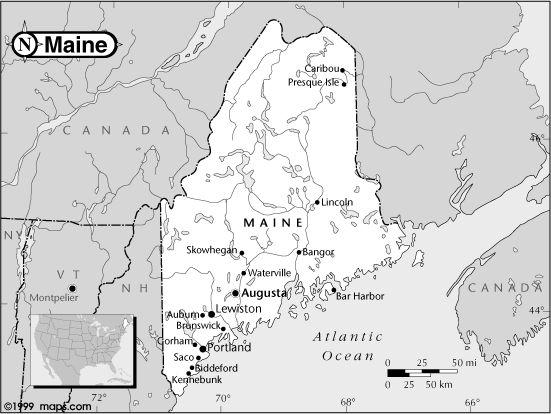 N Maine
Caribou
Presque Isle
CANADA
46°
Lincoln
MAINE
NY
Skowhegan
Bangor
VT
Waterville
NH
CANADA
Augusta
Bar Harbor
Montpelier
Auburn
Lewiston
44°
Brunswick
Gorham
Portland
Atlantic
Ocean
Saco
Biddeford
Kennebunk
0 25 50 mi
0 25 50 km
©1999 maps.com
72°
70°
68°